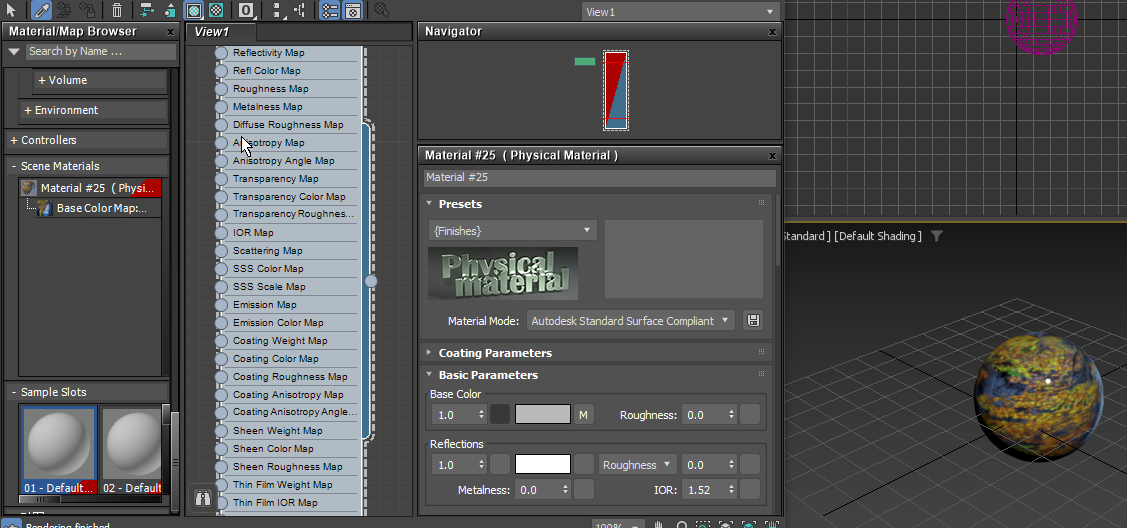 View1
Material/Map Browser
Search by Name ...
+ Volume
+ Environment
+ Controllers
- Scene Materials
Material #25 ( Physi...
Base Color Map:...
- Sample Slots
01 - Default...
02 - Default
Rendering finished
View1
Reflectivity Map
Refl Color Map
Roughness Map
Metalness Map
Diffuse Roughness Map
Anisotropy Map
Anisotropy Angle Map
Transparency Map
Transparency Color Map
Transparency Roughnes...
IOR Map
Scattering Map
SSS Color Map
SSS Scale Map
Emission Map
Emission Color Map
Coating Weight Map
Coating Color Map
Coating Roughness Map
Coating Anisotropy Map
Coating Anisotropy Angle...
Sheen Weight Map
Sheen Color Map
Sheen Roughness Map
Thin Film Weight Map
Thin Film IOR Map
Navigator
Material #25 ( Physical Material )
Material #25
Presets
{Finishes}
Physical material
Material Mode: Autodesk Standard Surface Compliant
Coating Parameters
Basic Parameters
Base Color
1.0 M Roughness: 0.0
Reflections
1.0 Roughness 0.0
Metalness: 0.0 IOR: 1.52
100%
Standard ] [Default Shading ]